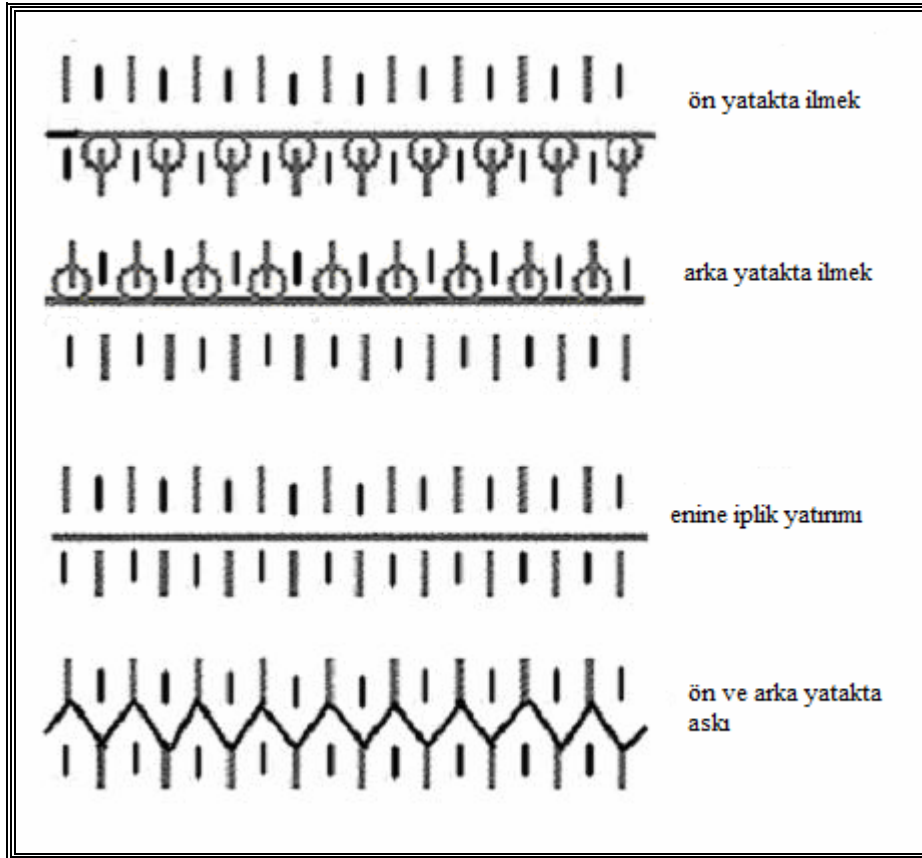 ön yatakta ilmek
arka yatakta ilmek
enine iplik yatırımı
ön ve arka yatakta
askı